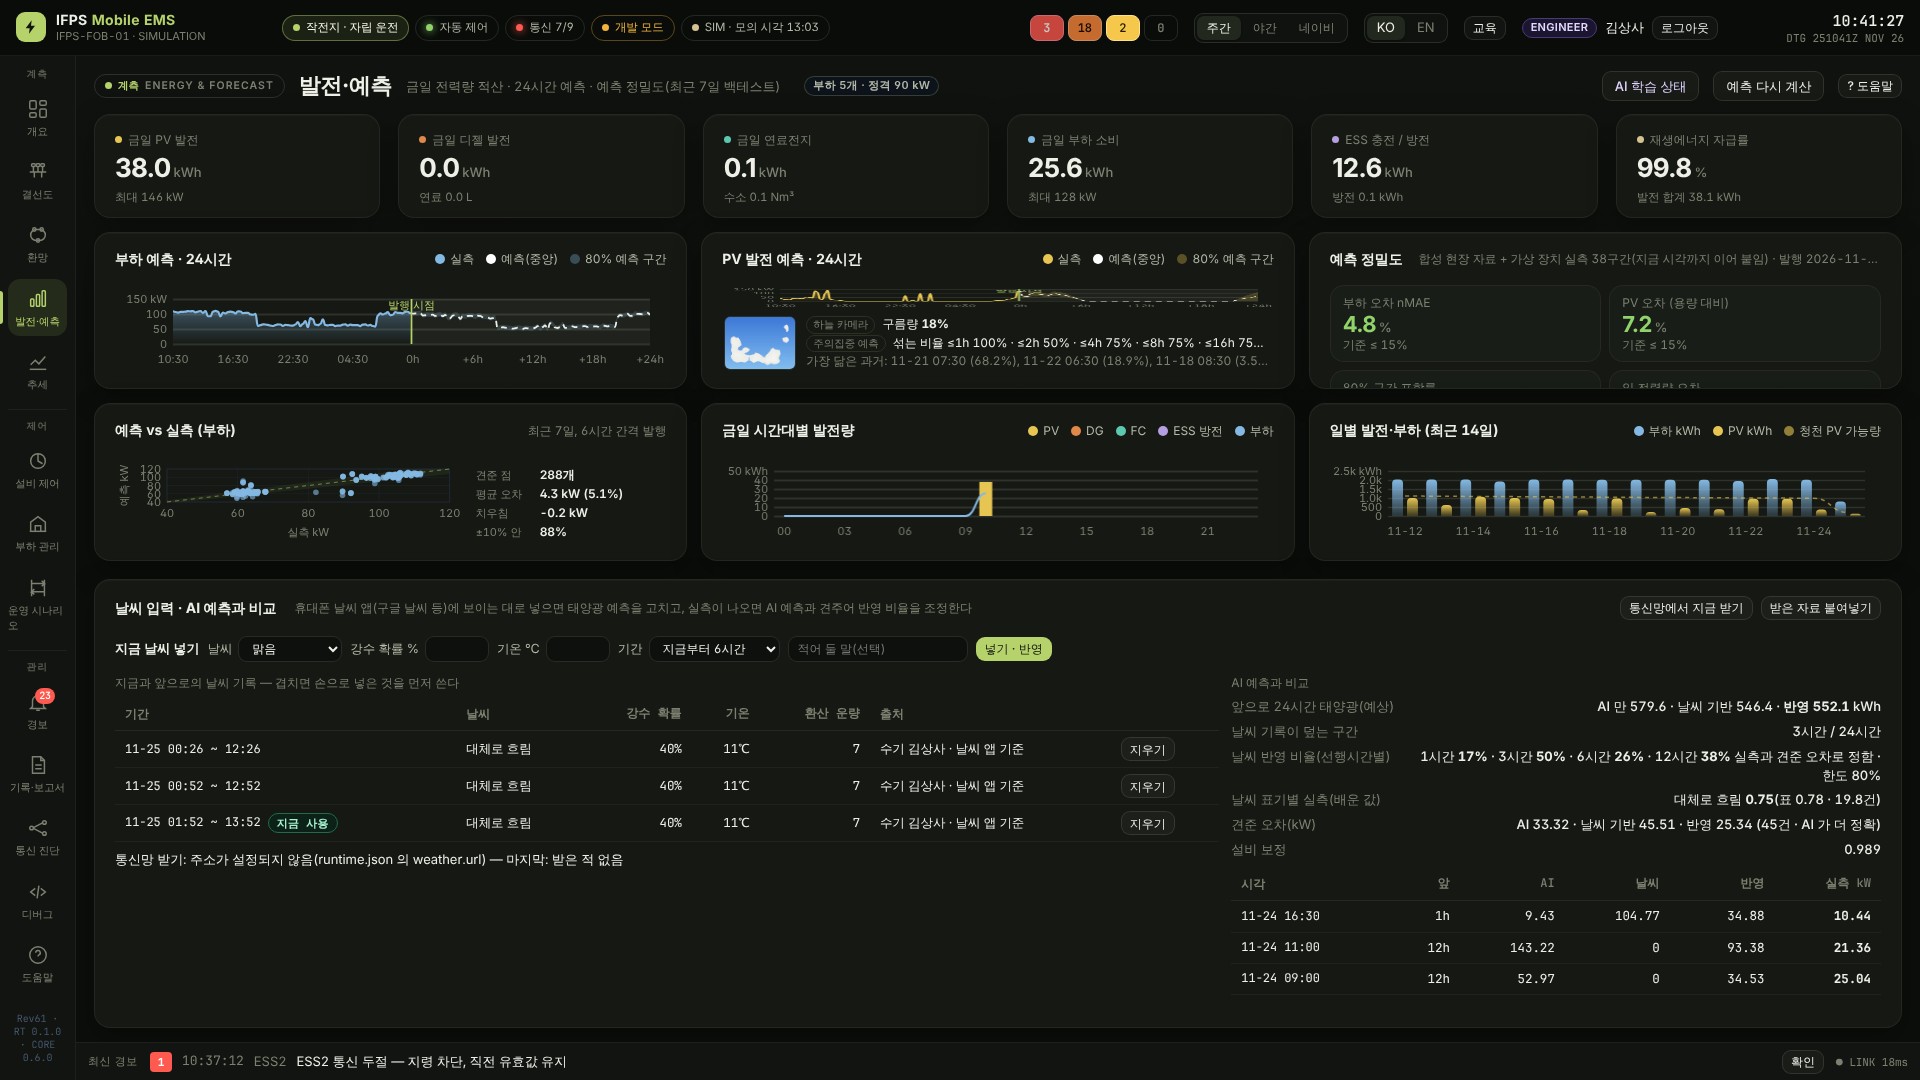 IFPS Mobile EMS
IFPS-FOB-01 · SIMULATION
작전지 · 자립 운전
자동 제어
통신 7/9
개발 모드
SIM · 모의 시각 13:03
3 18 2 0
주간 야간 네이비
KO EN
교육
ENGINEER 김상사 로그아웃
10:41:27
DTG 251041Z NOV 26
계측
개요
결선도
환망
발전·예측
추세
제어
설비 제어
부하 관리
운영 시나리오
관리
23
경보
기록·보고서
통신 진단
디버그
도움말
Rev61 ·
RT 0.1.0
· CORE
0.6.0
계측 ENERGY & FORECAST
발전·예측
금일 전력량 적산 · 24시간 예측 · 예측 정밀도(최근 7일 백테스트)
부하 5개 · 정격 90 kW
AI 학습 상태
예측 다시 계산
? 도움말
금일 PV 발전
38.0 kWh
최대 146 kW
금일 디젤 발전
0.0 kWh
연료 0.0 L
금일 연료전지
0.1 kWh
수소 0.1 Nm³
금일 부하 소비
25.6 kWh
최대 128 kW
ESS 충전 / 방전
12.6 kWh
방전 0.1 kWh
재생에너지 자급률
99.8 %
발전 합계 38.1 kWh
부하 예측 · 24시간
실측 예측(중앙) 80% 예측 구간
발행 시점
150 kW
100
50
0
10:30 16:30 22:30 04:30 0h +6h +12h +18h +24h
PV 발전 예측 · 24시간
실측 예측(중앙) 80% 예측 구간
하늘 카메라 구름량 18%
주의집중 예측 섞는 비율 ≤1h 100% · ≤2h 50% · ≤4h 75% · ≤8h 75% · ≤16h 75...
가장 닮은 과거: 11-21 07:30 (68.2%), 11-22 06:30 (18.9%), 11-18 08:30 (3.5...
예측 정밀도
합성 현장 자료 + 가상 장치 실측 38구간(지금 시각까지 이어 붙임) · 발행 2026-11-...
부하 오차 nMAE
4.8 %
기준 ≤ 15%
PV 오차 (용량 대비)
7.2 %
기준 ≤ 15%
예측 vs 실측 (부하)
최근 7일, 6시간 간격 발행
예측 kW
120
100
80
60
40
40 60 80 100 120
실측 kW
견준 점 288개
평균 오차 4.3 kW (5.1%)
치우침 -0.2 kW
±10% 안 88%
금일 시간대별 발전량
PV DG FC ESS 방전 부하
50 kWh
40
30
20
10
0
00 03 06 09 12 15 18 21
일별 발전·부하 (최근 14일)
부하 kWh PV kWh 청천 PV 가능량
2.5k kWh
2.0k
1.5k
1.0k
500
0
11-12 11-14 11-16 11-18 11-20 11-22 11-24
날씨 입력 · AI 예측과 비교
휴대폰 날씨 앱(구글 날씨 등)에 보이는 대로 넣으면 태양광 예측을 고치고, 실측이 나오면 AI 예측과 견주어 반영 비율을 조정한다
통신망에서 지금 받기
받은 자료 붙여넣기
지금 날씨 넣기 날씨 맑음 강수 확률 % 기온 ℃ 기간 지금부터 6시간 적어 둘 말(선택) 넣기 · 반영
지금과 앞으로의 날씨 기록 — 겹치면 손으로 넣은 것을 먼저 쓴다
기간 날씨 강수 확률 기온 환산 운량 출처
11-25 00:26 ~ 12:26 대체로 흐림 40% 11℃ 7 수기 김상사 · 날씨 앱 기준 지우기
11-25 00:52 ~ 12:52 대체로 흐림 40% 11℃ 7 수기 김상사 · 날씨 앱 기준 지우기
11-25 01:52 ~ 13:52 지금 사용 대체로 흐림 40% 11℃ 7 수기 김상사 · 날씨 앱 기준 지우기
통신망 받기: 주소가 설정되지 않음(runtime.json 의 weather.url) — 마지막: 받은 적 없음
AI 예측과 비교
앞으로 24시간 태양광(예상) AI 만 579.6 · 날씨 기반 546.4 · 반영 552.1 kWh
날씨 기록이 덮는 구간 3시간 / 24시간
날씨 반영 비율(선행시간별) 1시간 17% · 3시간 50% · 6시간 26% · 12시간 38% 실측과 견준 오차로 정함 ·
한도 80%
날씨 표기별 실측(배운 값) 대체로 흐림 0.75(표 0.78 · 19.8건)
견준 오차(kW) AI 33.32 · 날씨 기반 45.51 · 반영 25.34 (45건 · AI 가 더 정확)
설비 보정 0.989
시각 앞 AI 날씨 반영 실측 kW
11-24 16:30 1h 9.43 104.77 34.88 10.44
11-24 11:00 12h 143.22 0 93.38 21.36
11-24 09:00 12h 52.97 0 34.53 25.04
최신 경보 1 10:37:12 ESS2 ESS2 통신 두절 — 지령 차단, 직전 유효값 유지
확인
LINK 18ms